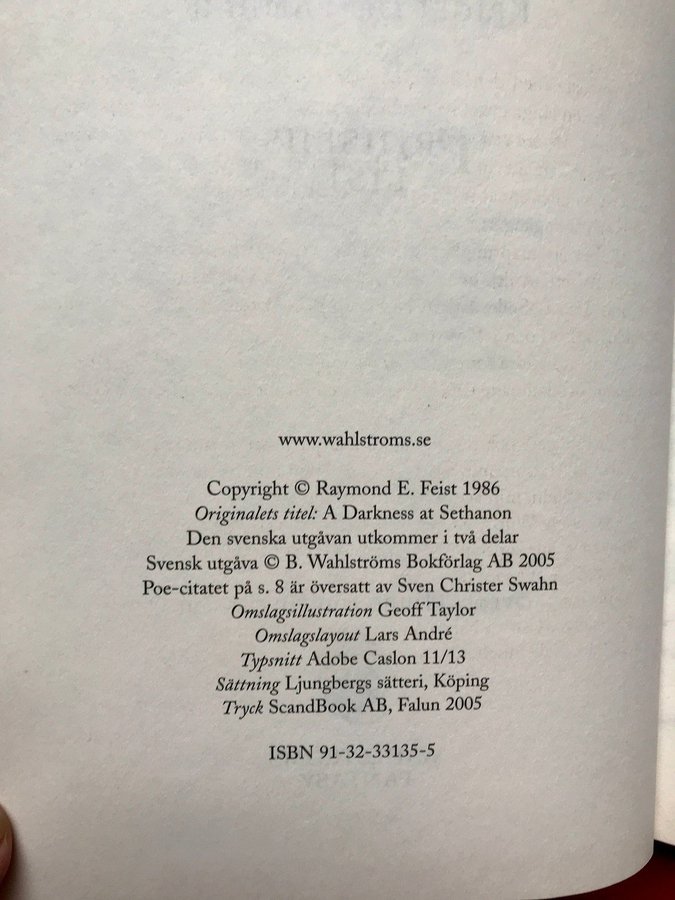 www.wahlstroms.se
Copyright © Raymond E. Feist 1986
Originalets titel: A Darkness at Sethanon
Den svenska utgåvan utkommer i två delar
Svensk utgåva © B. Wahlströms Bokförlag AB 2005
Poe-citatet på s. 8 är översatt av Sven Christer Swahn
Omslagsillustration Geoff Taylor
Omslagslayout Lars André
Typsnitt Adobe Caslon 11/13
Sättning Ljungbergs sätteri, Köping
Tryck ScandBook AB, Falun 2005
ISBN 91-32-33135-5